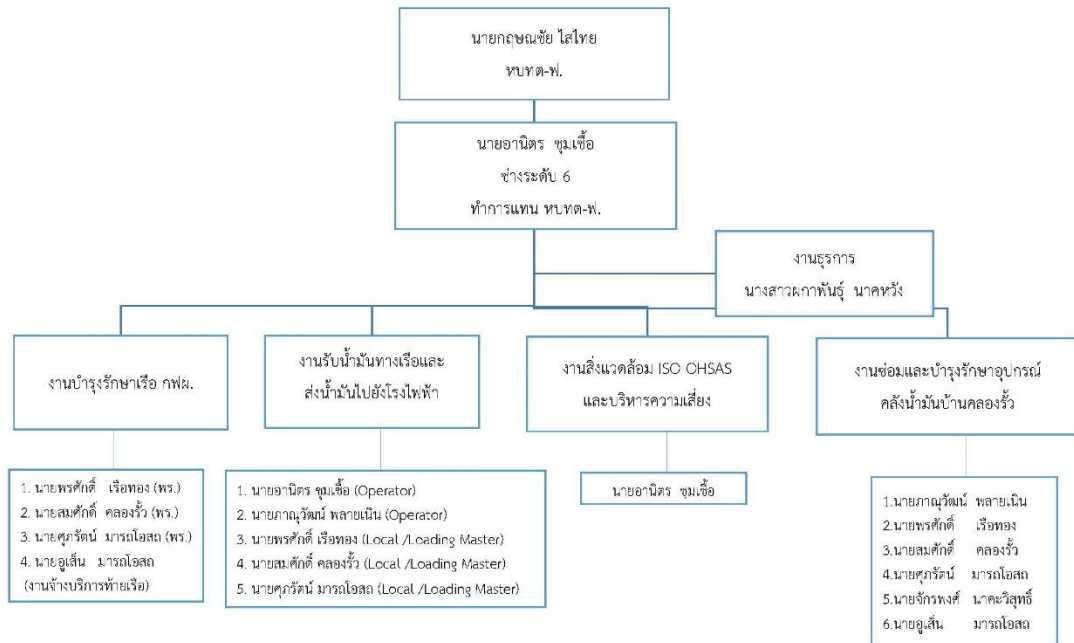 นายกฤษณชัย ไสไทย
หบทต-ฟ.
นายอานิตร ชุมเชื้อ
ช่างระดับ 6
ทำการแทน หบทต-ฟ.
งานธุรการ
นางสาวผกาพันธุ์ นาคหวัง
งานบำรุงรักษาเรือ กฟผ.
งานรับน้ำมันทางเรือและ
ส่งน้ำมันไปยังโรงไฟฟ้า
งานสิ่งแวดล้อม ISO OHSAS
และบริหารความเสี่ยง
งานซ่อมและบำรุงรักษาอุปกรณ์
คลังน้ำมันบ้านคลองรั้ว
1. นายพรศักดิ์ เรือทอง (พร.)
2. นายสมศักดิ์ คลองรั้ว (พร.)
3. นายศุภรัตน์ มารถโอสถ (พร.)
4. นายอูเส็น มารถโอสถ
(งานจ้างบริการท้ายเรือ)
1. นายอานิตร ชุมเชื้อ (Operator)
2. นายภาณุวัฒน์ พลายเนิน (Operator)
3. นายพรศักดิ์ เรือทอง (Local /Loading Master)
4. นายสมศักดิ์ คลองรั้ว (Local /Loading Master)
5. นายศุภรัตน์ มารถโอสถ (Local /Loading Master)
นายอานิตร ชุมเชื้อ
1.นายภาณุวัฒน์ พลายเนิน
2.นายพรศักดิ์ เรือทอง
3.นายสมศักดิ์ คลองรั้ว
4.นายศุภรัตน์ มารถโอสถ
5.นายจักรพงศ์ นาคะวิสุทธิ์
6.นายอูเส็น มารถโอสถ